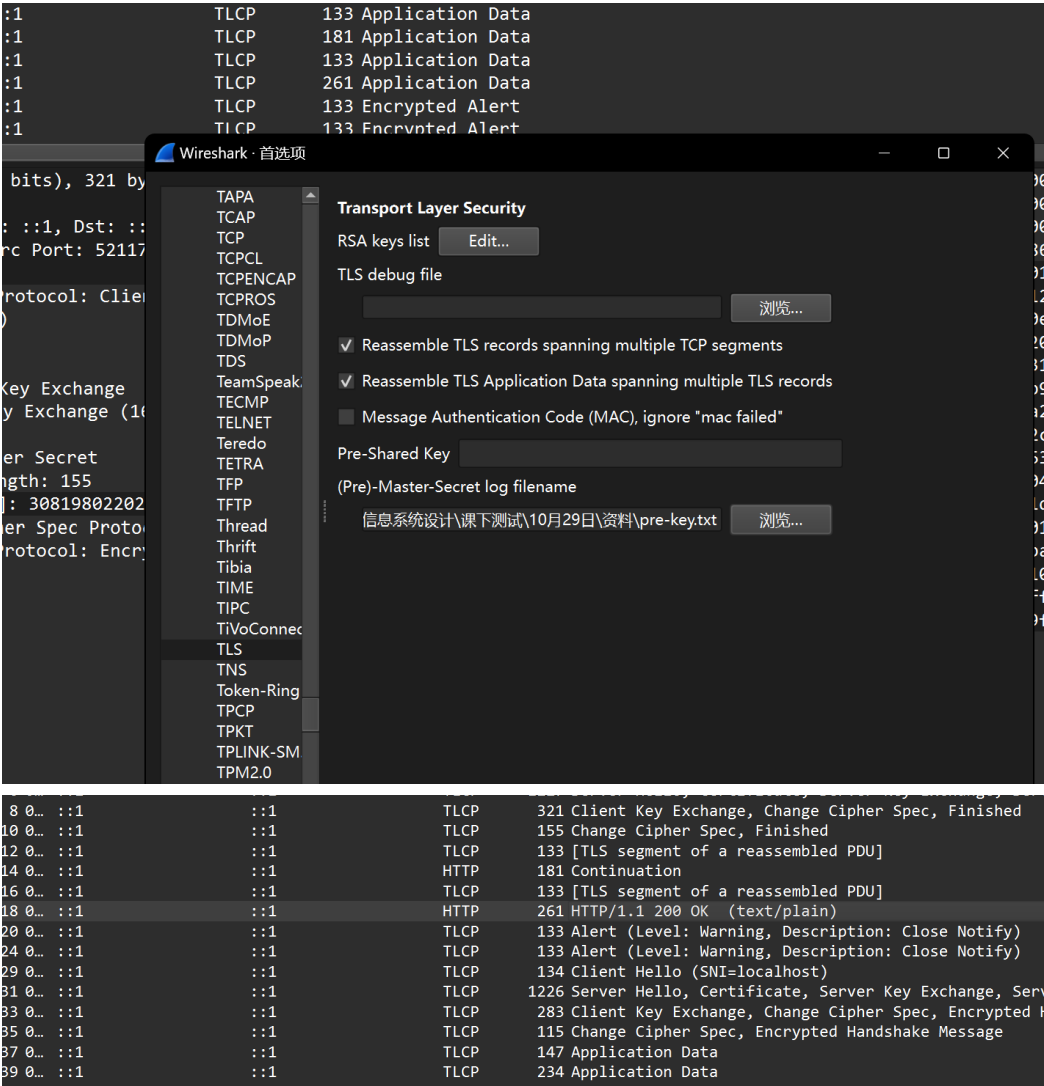 :1 TLCP 133 Application Data
:1 TLCP 181 Application Data
:1 TLCP 133 Application Data
:1 TLCP 261 Application Data
:1 TLCP 133 Encrypted Alert
:1 TLCP 133 Encrypted Alert
Wireshark · 首选项
bits), 321 by
: ::1, Dst: ::
rc Port: 52117
rotocol: Clie
)
Key Exchange
y Exchange (16
er Secret
ngth: 155
]: 30819802202
er Spec Proto
rotocol: Encry
TAPA
TCAP
TCP
TCPCL
TCPENCAP
TCPROS
TDMoE
TDMoP
TDS
TeamSpeak
TECMP
TELNET
Teredo
TETRA
TFP
TFTP
Thread
Thrift
Tibia
TIME
TIPC
TiVoConnec
TLS
TNS
Token-Ring
TPCP
TPKT
TPLINK-SM
TPM2.0
Transport Layer Security
RSA keys list Edit...
TLS debug file
浏览...
Reassemble TLS records spanning multiple TCP segments
Reassemble TLS Application Data spanning multiple TLS records
Message Authentication Code (MAC), ignore "mac failed"
Pre-Shared Key
(Pre)-Master-Secret log filename
信息系统设计\课下测试\10月29日\资料\pre-key.txt 浏览...
8 0… ::1 ::1 TLCP 321 Client Key Exchange, Change Cipher Spec, Finished
10 0… ::1 ::1 TLCP 155 Change Cipher Spec, Finished
12 0… ::1 ::1 TLCP 133 [TLS segment of a reassembled PDU]
14 0… ::1 ::1 HTTP 181 Continuation
16 0… ::1 ::1 TLCP 133 [TLS segment of a reassembled PDU]
18 0… ::1 ::1 HTTP 261 HTTP/1.1 200 OK (text/plain)
20 0… ::1 ::1 TLCP 133 Alert (Level: Warning, Description: Close Notify)
24 0… ::1 ::1 TLCP 133 Alert (Level: Warning, Description: Close Notify)
29 0… ::1 ::1 TLCP 134 Client Hello (SNI=localhost)
31 0… ::1 ::1 TLCP 1226 Server Hello, Certificate, Server Key Exchange, Serv
33 0… ::1 ::1 TLCP 283 Client Key Exchange, Change Cipher Spec, Encrypted H
35 0… ::1 ::1 TLCP 115 Change Cipher Spec, Encrypted Handshake Message
37 0… ::1 ::1 TLCP 147 Application Data
39 0… ::1 ::1 TLCP 234 Application Data